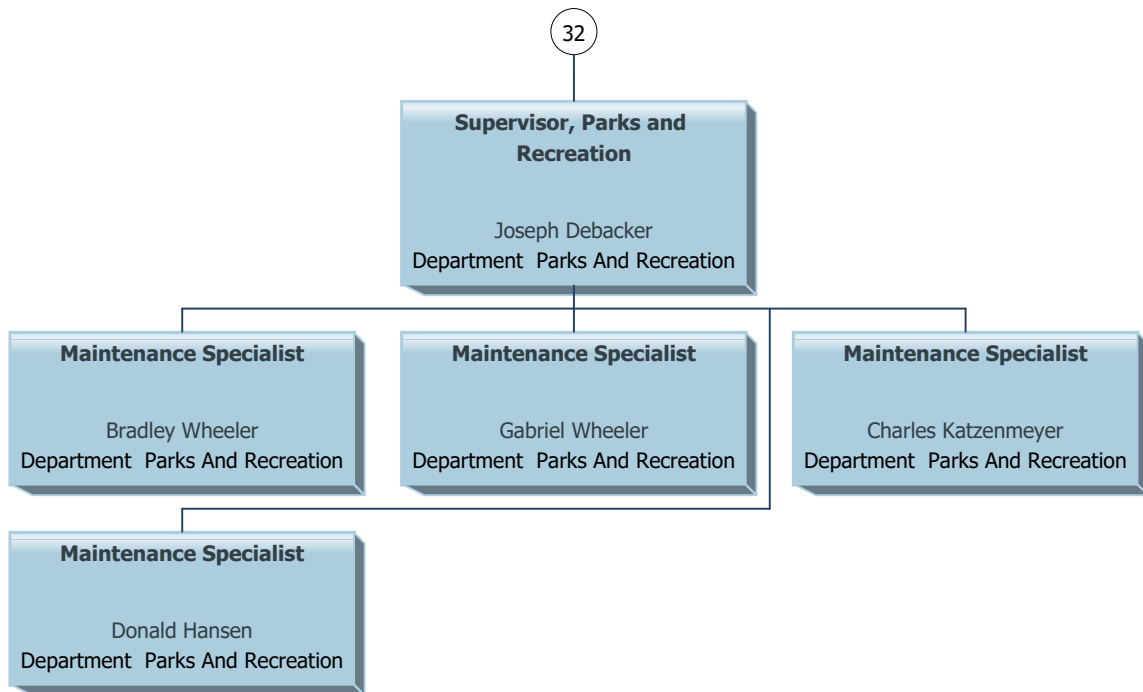 32
Supervisor, Parks and
Recreation
Joseph Debacker
Department  Parks And Recreation
Maintenance Specialist
Bradley Wheeler
Department  Parks And Recreation
Maintenance Specialist
Gabriel Wheeler
Department  Parks And Recreation
Maintenance Specialist
Charles Katzenmeyer
Department  Parks And Recreation
Maintenance Specialist
Donald Hansen
Department  Parks And Recreation